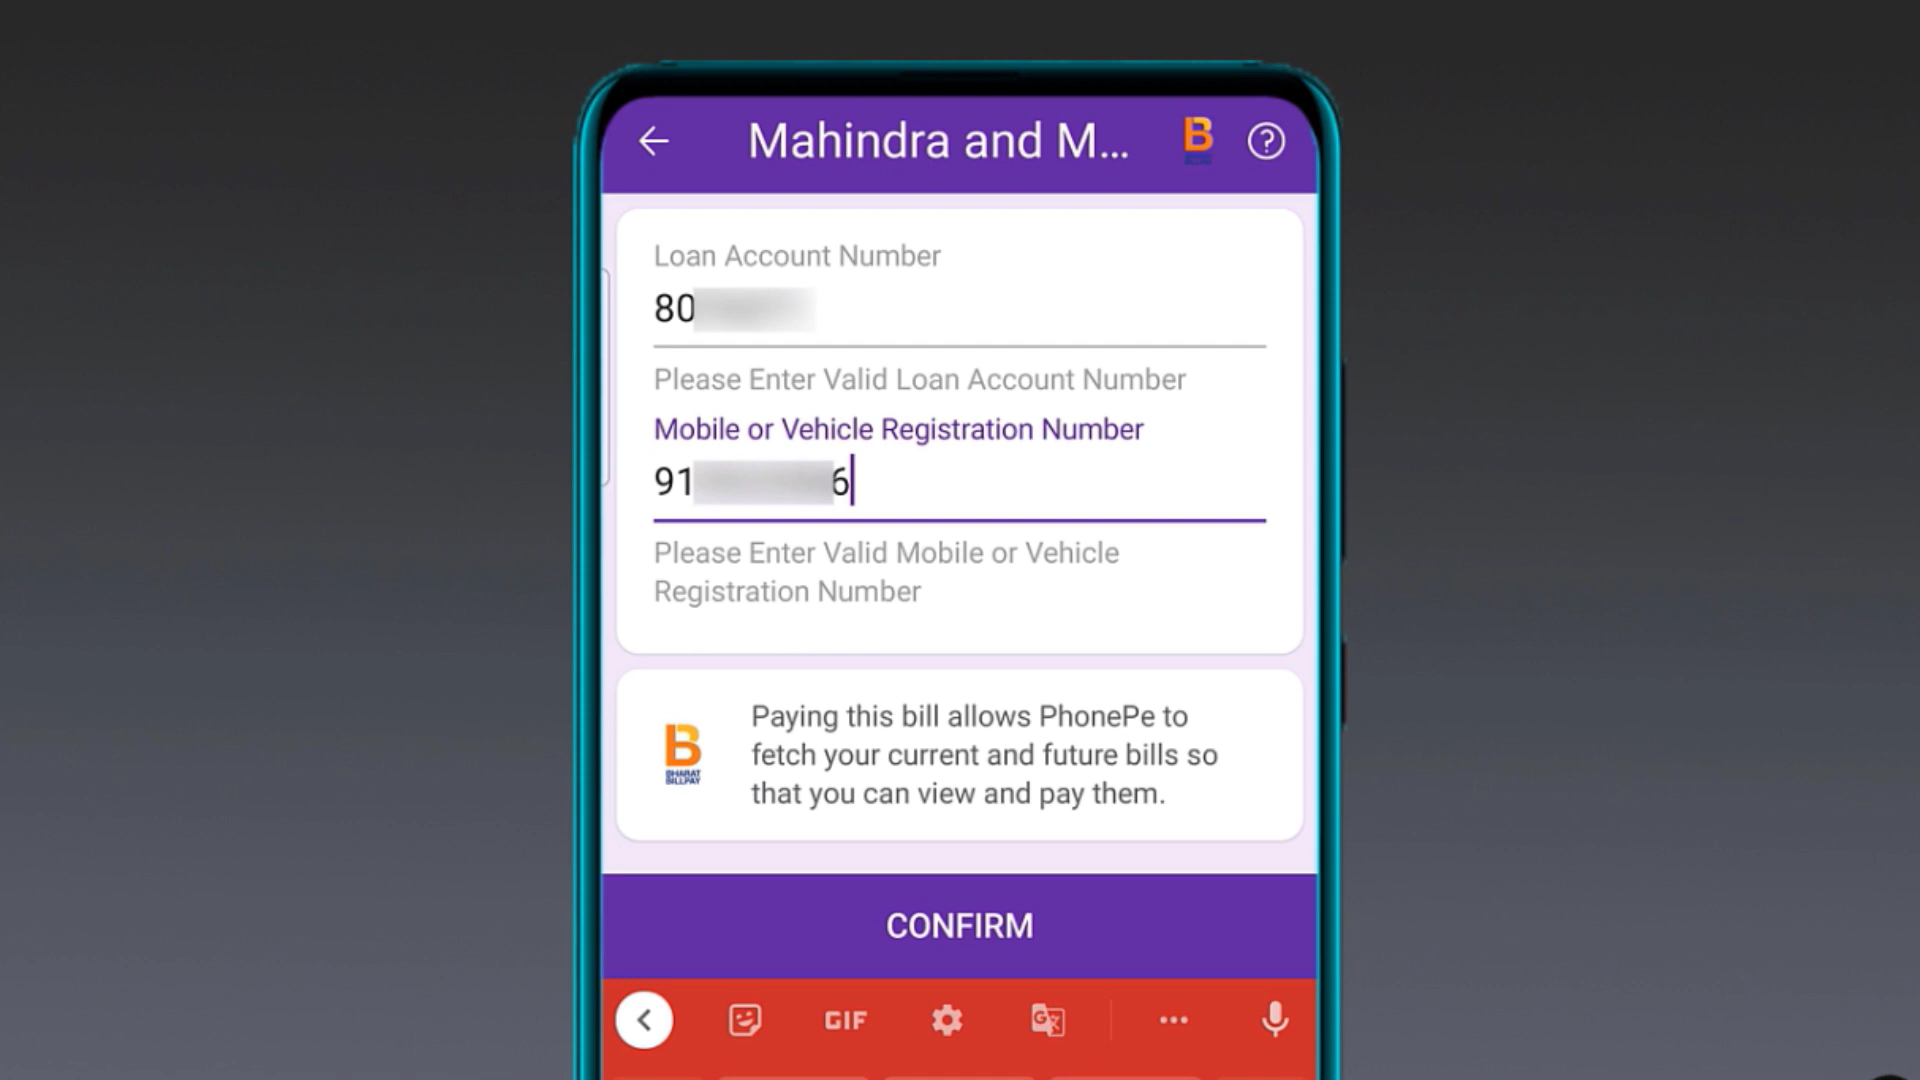 Mahindra and M...
B
Loan Account Number
80
Please Enter Valid Loan Account Number
Mobile or Vehicle Registration Number
91 6
Please Enter Valid Mobile or Vehicle
Registration Number
B
BHARAT
BILLPAY
Paying this bill allows PhonePe to
fetch your current and future bills so
that you can view and pay them.
CONFIRM
GIF